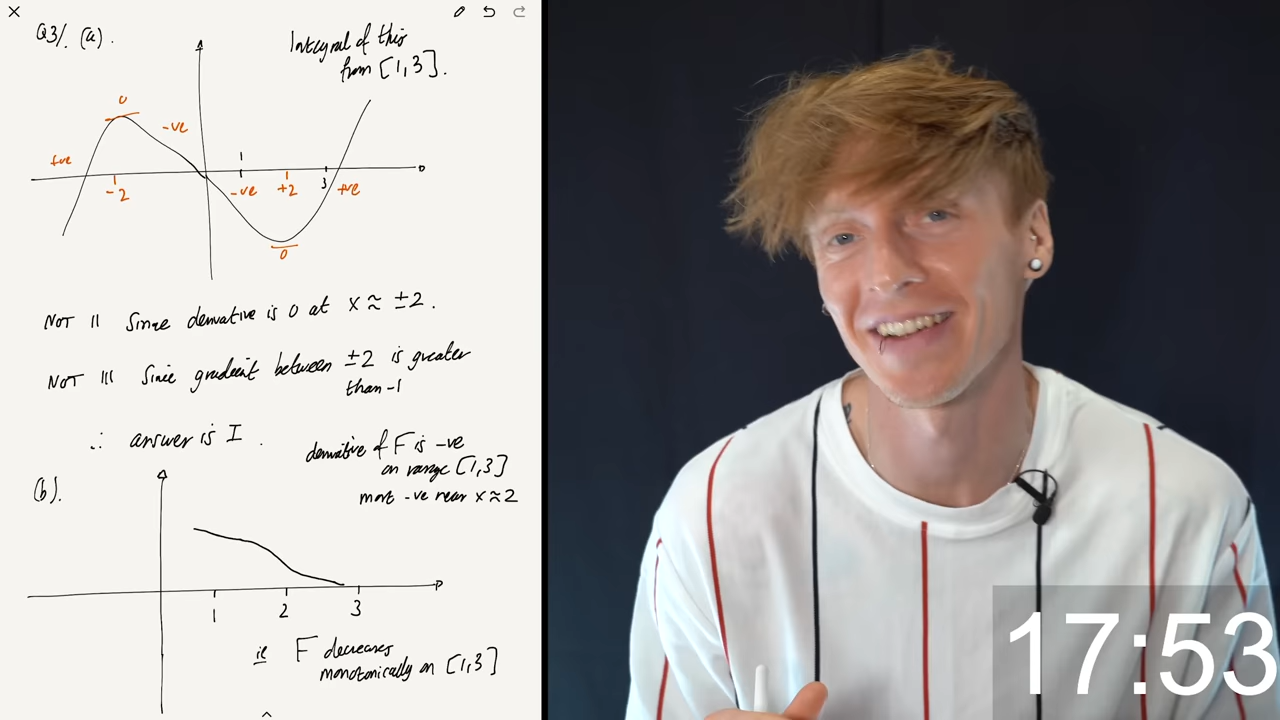 Q3/. (a).
Integral of this
from [1,3].
0
-ve
+ve
1
-2
-ve
+2
3
+ve
0
NOT II Since derivative is 0 at x ≈ ±2.
NOT III Since gradient between ±2 is greater
than -1
∴ answer is I.
derivative of F is -ve
on range [1,3]
most -ve near x≈2
(b).
1 2 3
ie F decreases
monotonically on [1,3]
17:53